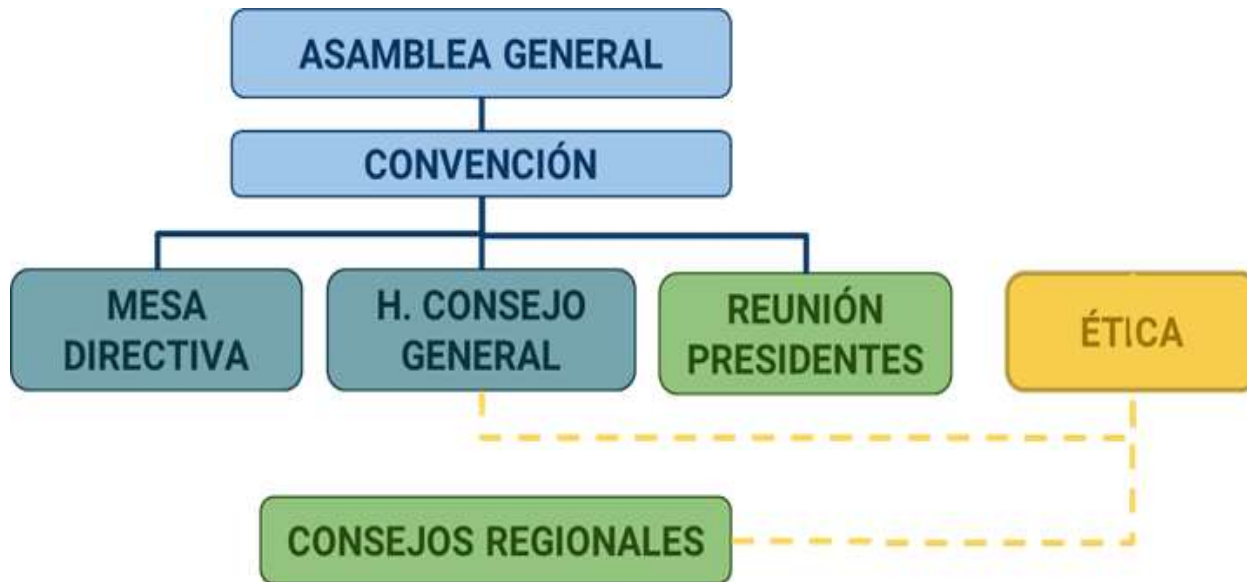 ASAMBLEA GENERAL
CONVENCIÓN
MESA
DIRECTIVA
H. CONSEJO
GENERAL
REUNIÓN
PRESIDENTES
ÉTICA
CONSEJOS REGIONALES